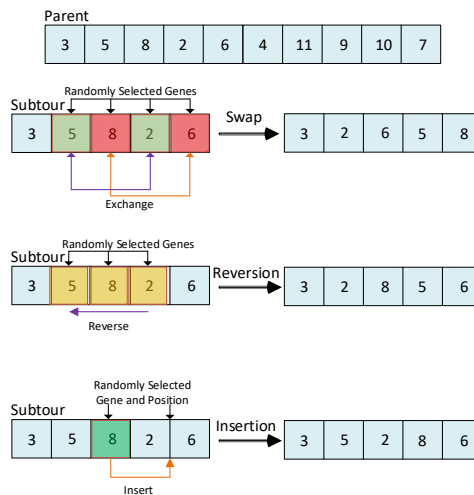 Parent
3 5 8 2 6 4 11 9 10 7
Randomly Selected Genes
Subtour
Swap
3 5 8 2 6
3 2 6 5 8
Exchange
Randomly Selected Genes
Subtour
Reversion
3 5 8 2 6
3 2 8 5 6
Reverse
Randomly Selected
Gene and Position
Subtour
Insertion
3 5 8 2 6
3 5 2 8 6
Insert